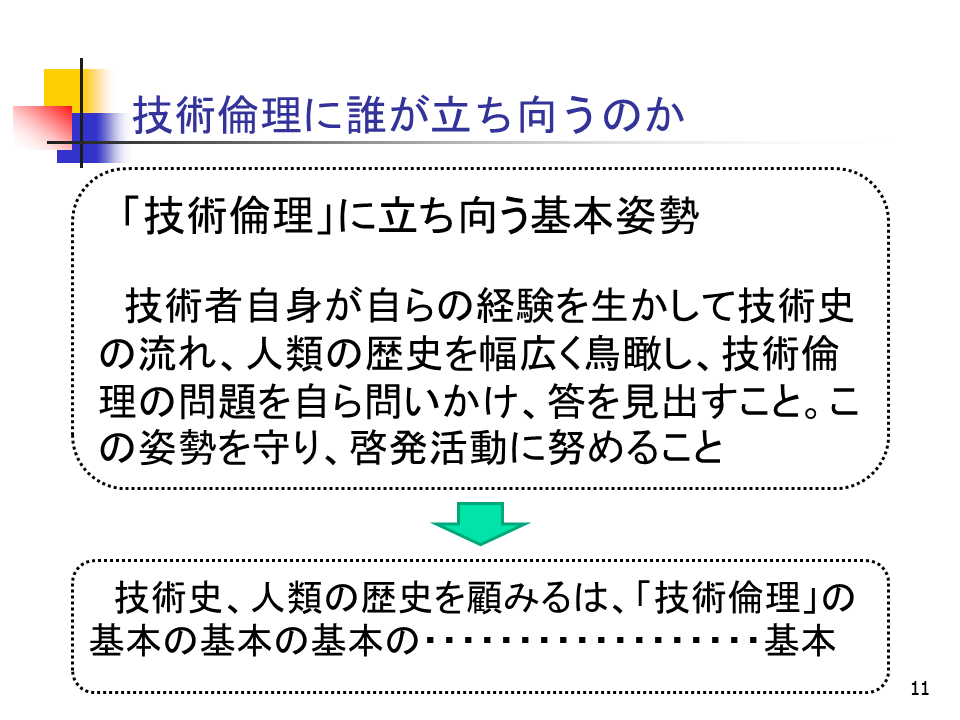 技術倫理に誰が立ち向うのか
「技術倫理」に立ち向う基本姿勢
技術者自身が自らの経験を生かして技術史
の流れ、人類の歴史を幅広く鳥瞰し、技術倫
理の問題を自ら問いかけ、答を見出すこと。こ
の姿勢を守り、啓発活動に努めること
技術史、人類の歴史を顧みるは、「技術倫理」の
基本の基本の基本の・・・・・・・・・・・・・・・・・・基本
11